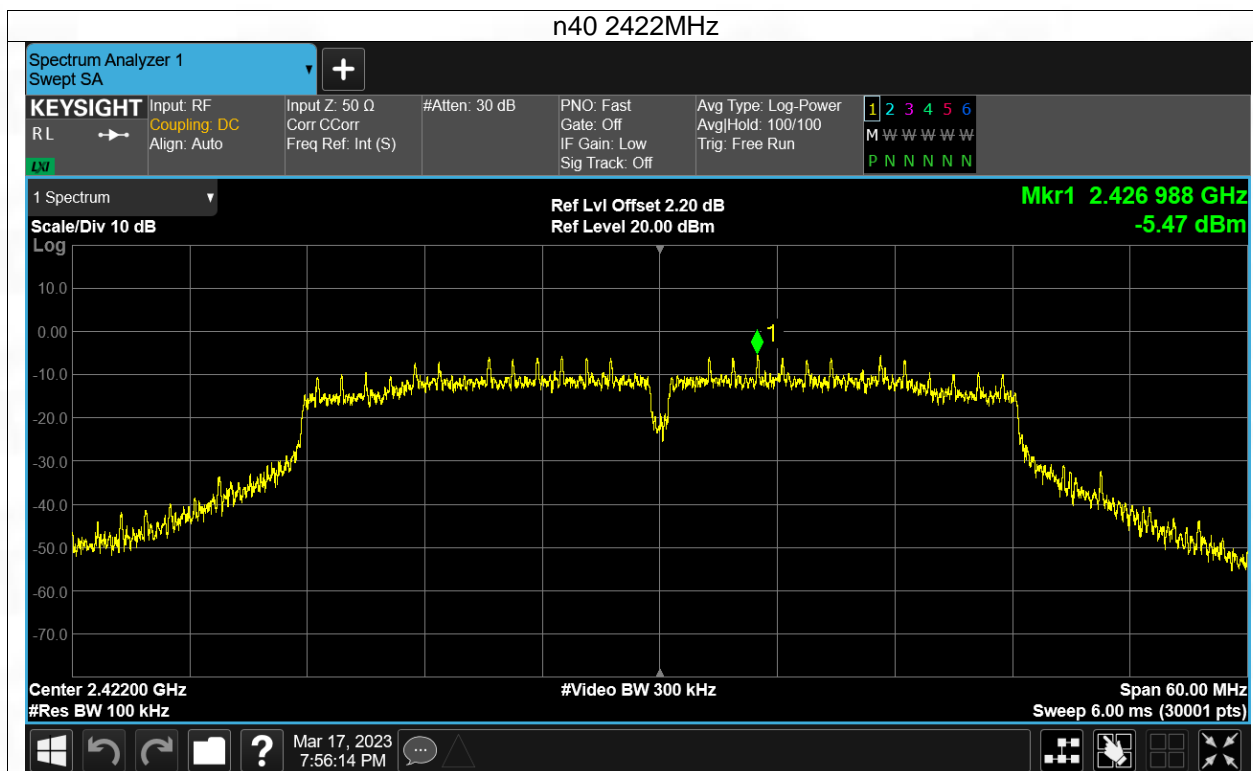 n40 2422MHz
Spectrum Analyzer 1
Swept SA
KEYSIGHT
R L
LXI
Input: RF
Coupling: DC
Align: Auto
Input Z: 50 Ω
Corr CCorr
Freq Ref: Int (S)
#Atten: 30 dB
PNO: Fast
Gate: Off
IF Gain: Low
Sig Track: Off
Avg Type: Log-Power
Avg|Hold: 100/100
Trig: Free Run
1 2 3 4 5 6
M W W W W W
P N N N N N
1 Spectrum
Scale/Div 10 dB
Ref Lvl Offset 2.20 dB
Ref Level 20.00 dBm
Mkr1 2.426 988 GHz
-5.47 dBm
Log
10.0
0.00
-10.0
-20.0
-30.0
-40.0
-50.0
-60.0
-70.0
1
Center 2.42200 GHz
#Res BW 100 kHz
#Video BW 300 kHz
Span 60.00 MHz
Sweep 6.00 ms (30001 pts)
?
Mar 17, 2023
7:56:14 PM